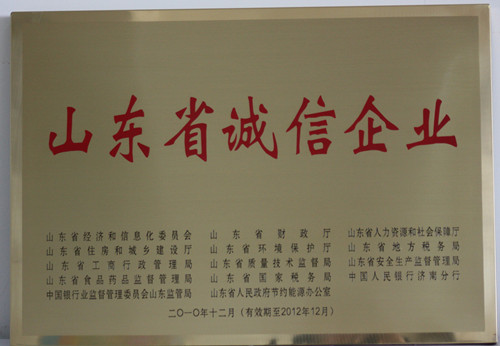 山东省诚信企业
山东省经济和信息化委员会 山东省财政厅 山东省人力资源和社会保障厅
山东省住房和城乡建设厅 山东省环境保护厅 山东省地方税务局
山东省工商行政管理局 山东省质量技术监督局 山东省安全生产监督管理局
山东省食品药品监督管理局 山东省国家税务局 中国人民银行济南分行
中国银行业监督管理委员会山东监管局 山东省人民政府节约能源办公室
二〇一〇年十二月（有效期至2012年12月）